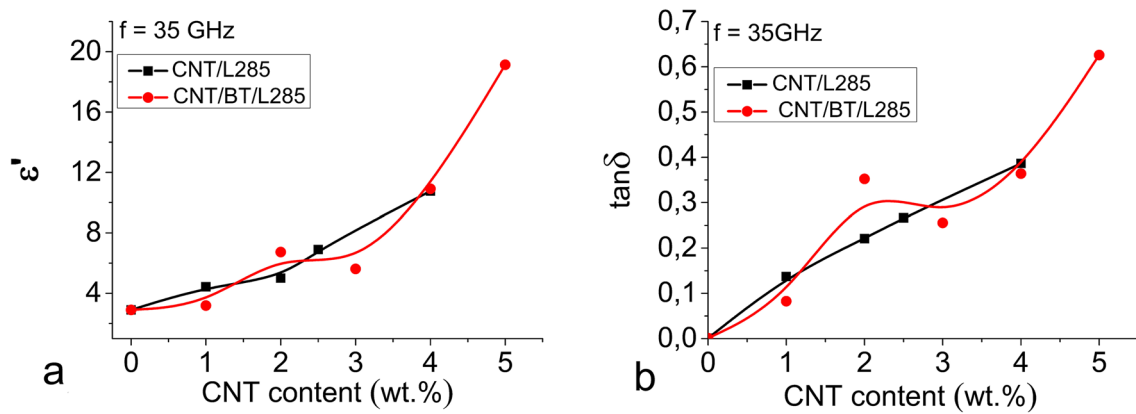 f = 35 GHz
CNT/L285
CNT/BT/L285
20
16
12
8
4
ε'
0 1 2 3 4 5
CNT content (wt.%)
a
f = 35GHz
CNT/L285
CNT/BT/L285
0,7
0,6
0,5
0,4
0,3
0,2
0,1
0,0
tanδ
0 1 2 3 4 5
CNT content (wt.%)
b